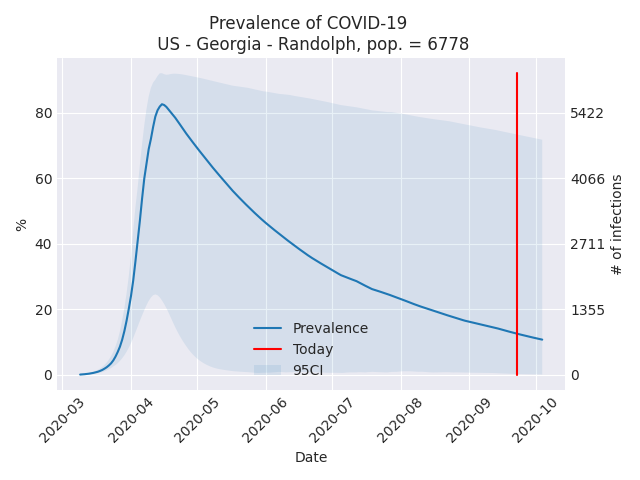 Prevalence of COVID-19
US - Georgia - Randolph, pop. = 6778
%
80
60
40
20
0
5422
4066
2711
1355
0
# of infections
Prevalence
Today
95CI
2020-03
2020-04
2020-05
2020-06
2020-07
2020-08
2020-09
2020-10
Date